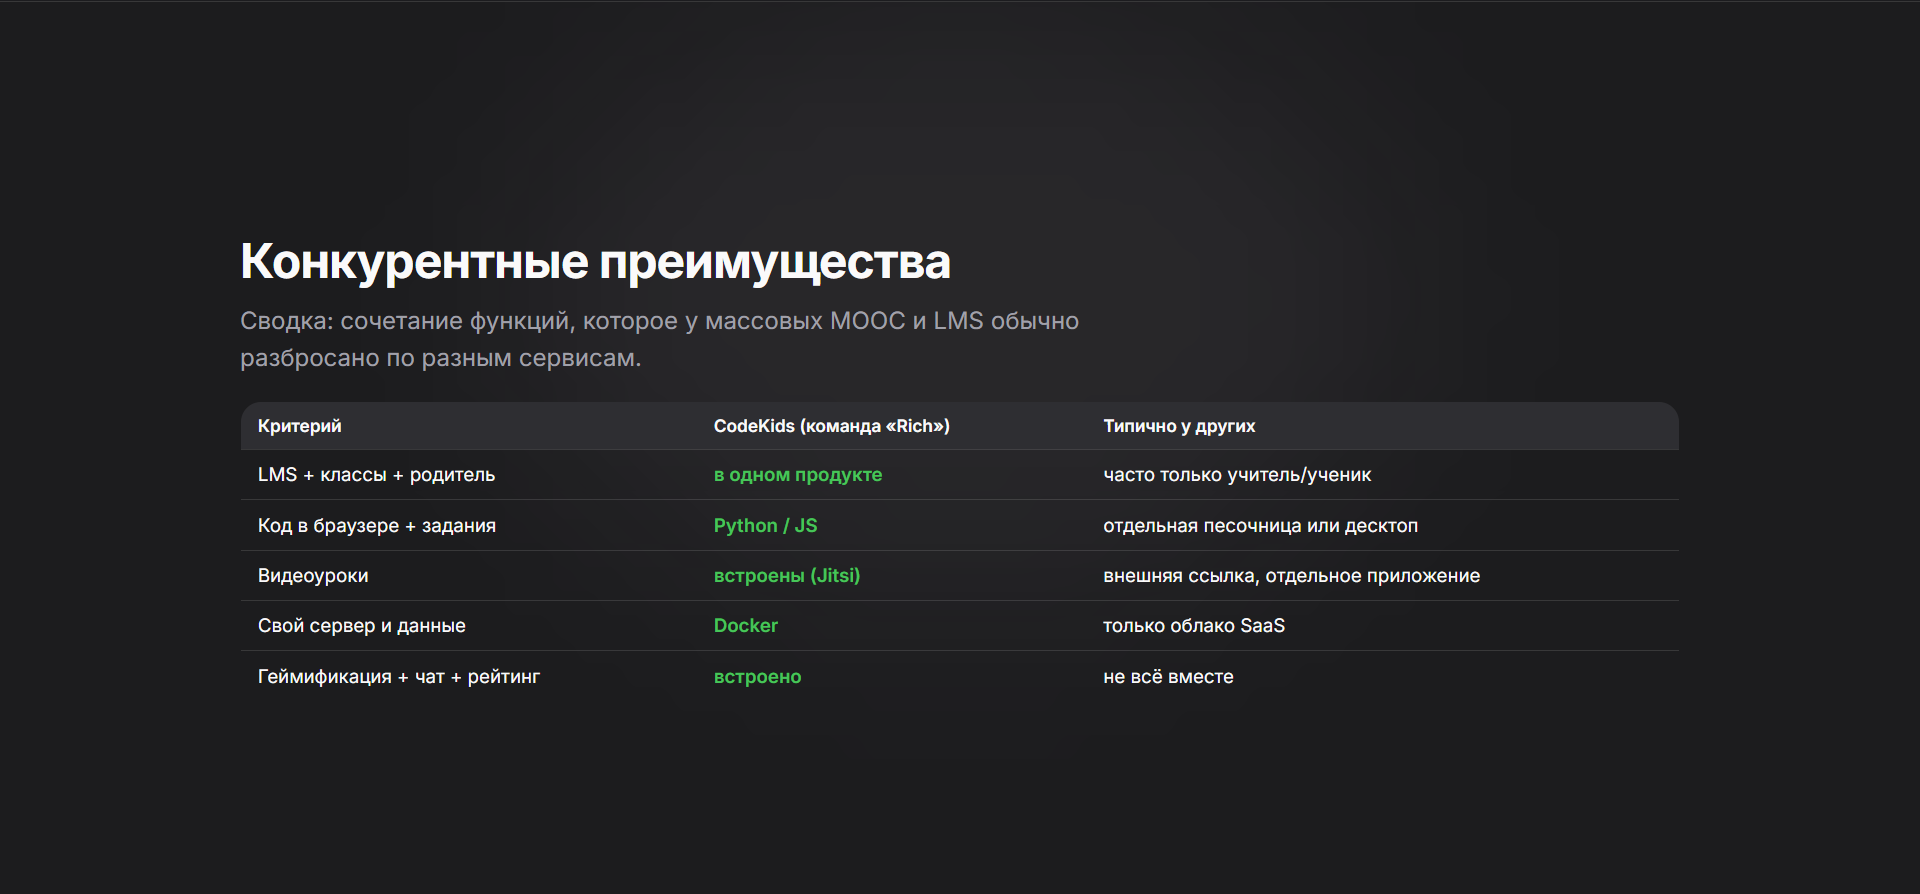 Конкурентные преимущества
Сводка: сочетание функций, которое у массовых MOOC и LMS обычно
разбросано по разным сервисам.
Критерий CodeKids (команда «Rich») Типично у других
LMS + классы + родитель в одном продукте часто только учитель/ученик
Код в браузере + задания Python / JS отдельная песочница или десктоп
Видеоуроки встроены (Jitsi) внешняя ссылка, отдельное приложение
Свой сервер и данные Docker только облако SaaS
Геймификация + чат + рейтинг встроено не всё вместе